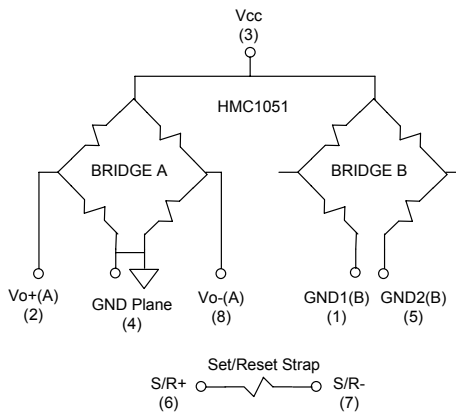 Vcc
(3)
HMC1051
BRIDGE A
BRIDGE B
Vo+(A)
(2)
GND Plane
(4)
Vo-(A)
(8)
GND1(B)
(1)
GND2(B)
(5)
Set/Reset Strap
S/R+
(6)
S/R-
(7)